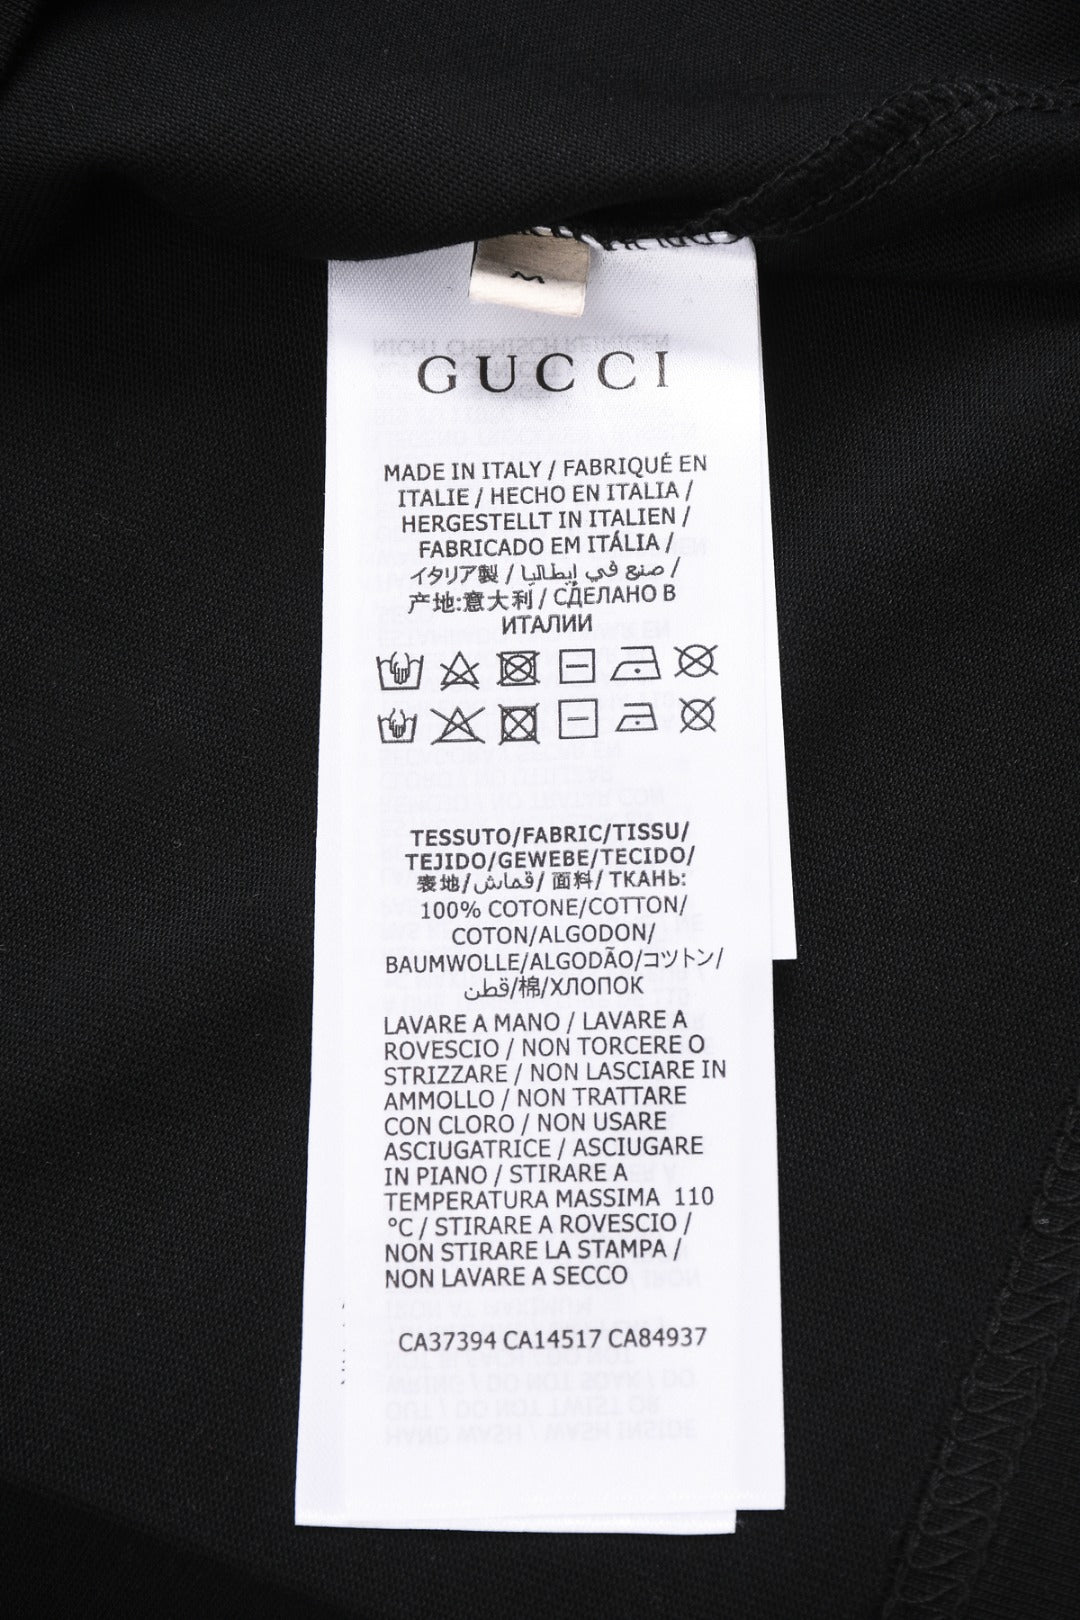 M
GUCCI
MADE IN ITALY / FABRIQUÉ EN
ITALIE / HECHO EN ITALIA /
HERGESTELLT IN ITALIEN /
FABRICADO EM ITÁLIA /
イタリア製 / صنع في إيطاليا /
产地:意大利 / СДЕЛАНО В
ИТАЛИИ
TESSUTO/FABRIC/TISSU/
TEJIDO/GEWEBE/TECIDO/
表地/قماش/ 面料/ ТКАНЬ:
100% COTONE/COTTON/
COTON/ALGODON/
BAUMWOLLE/ALGODÃO/コツトン/
قطن/棉/ХЛОПОК
LAVARE A MANO / LAVARE A
ROVESCIO / NON TORCERE O
STRIZZARE / NON LASCIARE IN
AMMOLLO / NON TRATTARE
CON CLORO / NON USARE
ASCIUGATRICE / ASCIUGARE
IN PIANO / STIRARE A
TEMPERATURA MASSIMA 110
°C / STIRARE A ROVESCIO /
NON STIRARE LA STAMPA /
NON LAVARE A SECCO
CA37394 CA14517 CA84937